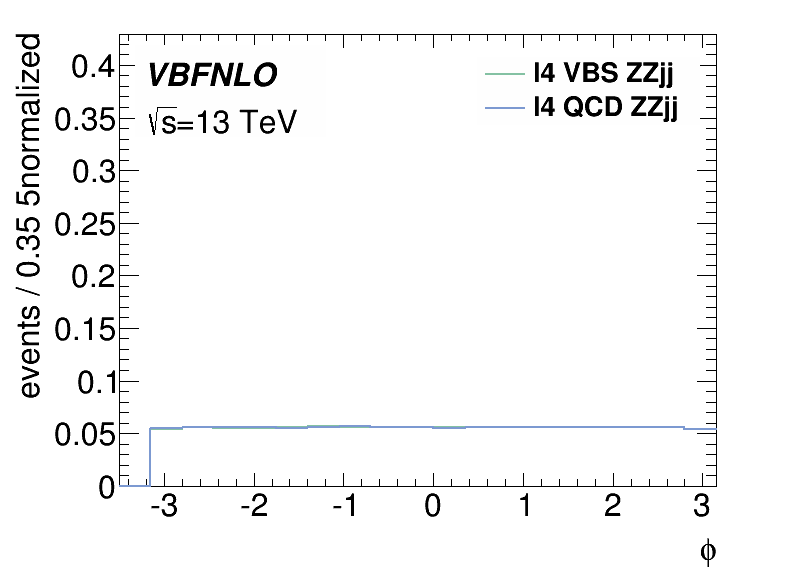 VBFNLO
√s=13 TeV
l4 VBS ZZjj
l4 QCD ZZjj
events / 0.35 5normalized
0.4
0.35
0.3
0.25
0.2
0.15
0.1
0.05
0
-3 -2 -1 0 1 2 3
ϕ